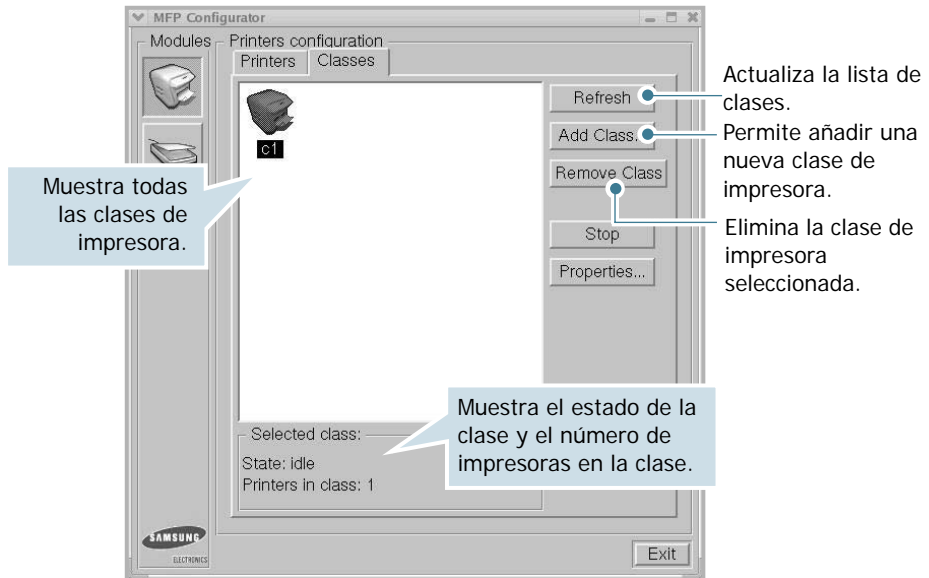 MFP Configurator
Modules
Printers configuration
Printers
Classes
c1
Refresh
Add Class..
Remove Class
Stop
Properties...
Actualiza la lista de
clases.
Permite añadir una
nueva clase de
impresora.
Elimina la clase de
impresora
seleccionada.
Muestra todas
las clases de
impresora.
Muestra el estado de la
clase y el número de
impresoras en la clase.
Selected class:
State: idle
Printers in class: 1
SAMSUNG
ELECTRONICS
Exit